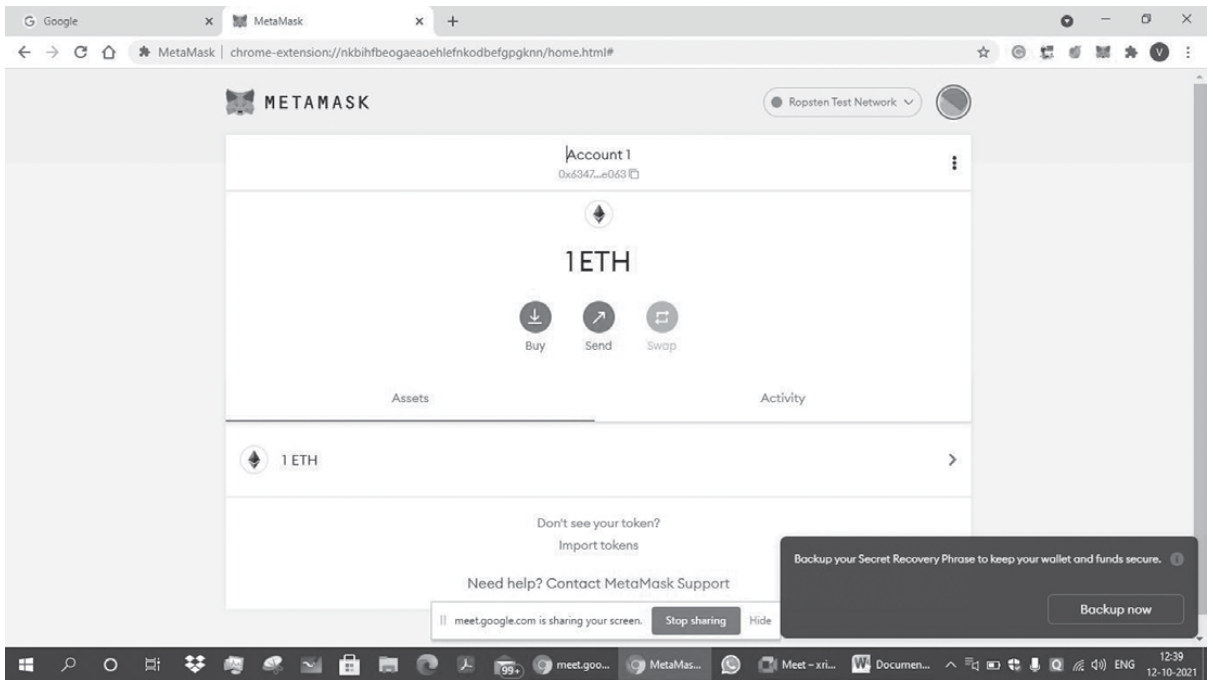 Google
MetaMask
MetaMask | chrome-extension://nkbihfbeogaeaoehlefnkodbefgpgknn/home.html#
V
METAMASK
Ropsten Test Network
Account 1
0x6347...e063
1 ETH
Buy
Send
Swap
Assets
Activity
1 ETH
Don't see your token?
Import tokens
Need help? Contact MetaMask Support
Backup your Secret Recovery Phrase to keep your wallet and funds secure.
Backup now
meet.google.com is sharing your screen.
Stop sharing
Hide
99+
meet.goo...
MetaMas...
Meet – xri...
Documen...
ENG
12:39
12-10-2021